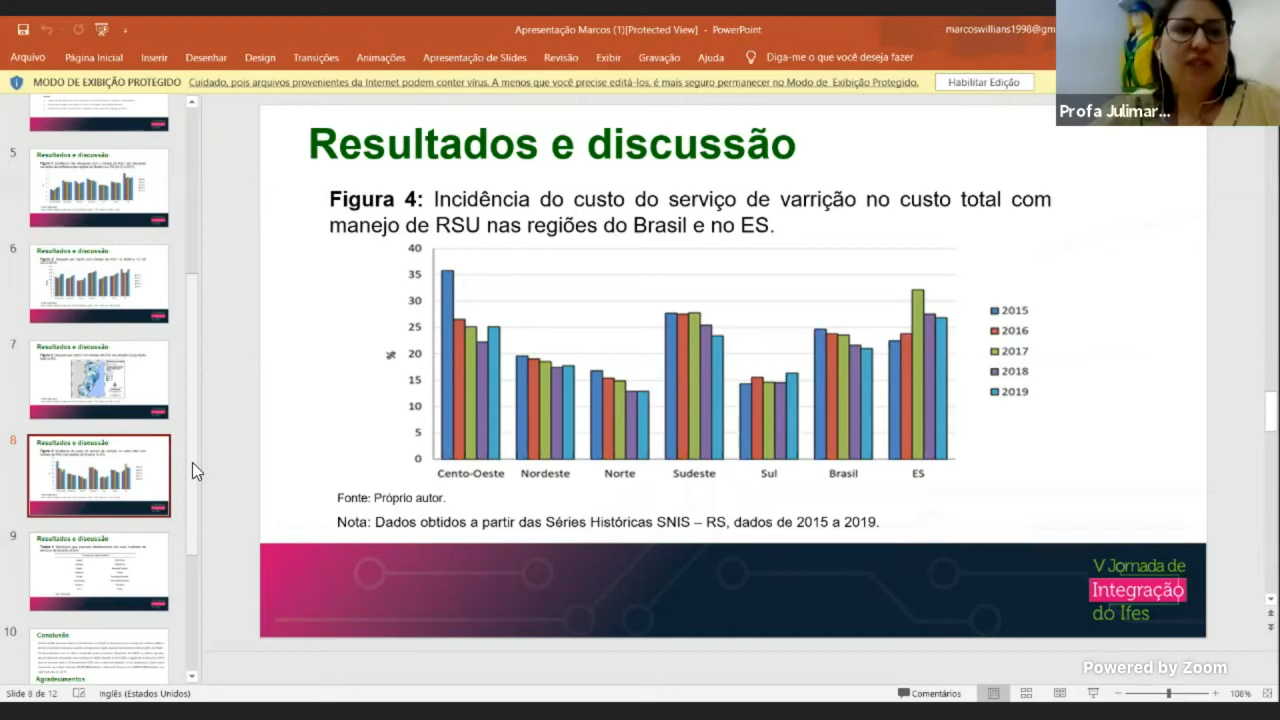 Apresentação Marcos (1)[Protected View] - PowerPoint
marcoswillians1998@gm
Arquivo Página Inicial Inserir Desenhar Design Transições Animações Apresentação de Slides Revisão Exibir Gravação Ajuda Diga-me o que você deseja fazer
MODO DE EXIBIÇÃO PROTEGIDO Cuidado, pois arquivos provenientes da Internet podem conter vírus. A menos que você precise editá-los, é mais seguro permanecer no Modo de Exibição Protegido. Habilitar Edição
Profa Julimar...
5
Resultados e discussão
6
Resultados e discussão
7
Resultados e discussão
8
Resultados e discussão
9
Resultados e discussão
10
Conclusão
Agradecimentos
Resultados e discussão
Figura 4: Incidência do custo do serviço de varrição no custo total com
manejo de RSU nas regiões do Brasil e no ES.
40
35
30
25
20
15
10
5
0
%
Cento-Oeste Nordeste Norte Sudeste Sul Brasil ES
2015
2016
2017
2018
2019
Fonte: Próprio autor.
Nota: Dados obtidos a partir das Séries Históricas SNIS – RS, dados de 2015 a 2019.
V Jornada de
Integração
do Ifes
Powered by Zoom
Slide 8 de 12 Inglês (Estados Unidos) Comentários 108%